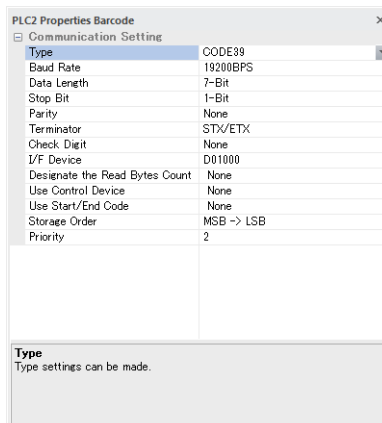 PLC2 Properties Barcode
Communication Setting
Type CODE39
Baud Rate 19200BPS
Data Length 7-Bit
Stop Bit 1-Bit
Parity None
Terminator STX/ETX
Check Digit None
I/F Device D01000
Designate the Read Bytes Count None
Use Control Device None
Use Start/End Code None
Storage Order MSB -> LSB
Priority 2
Type
Type settings can be made.